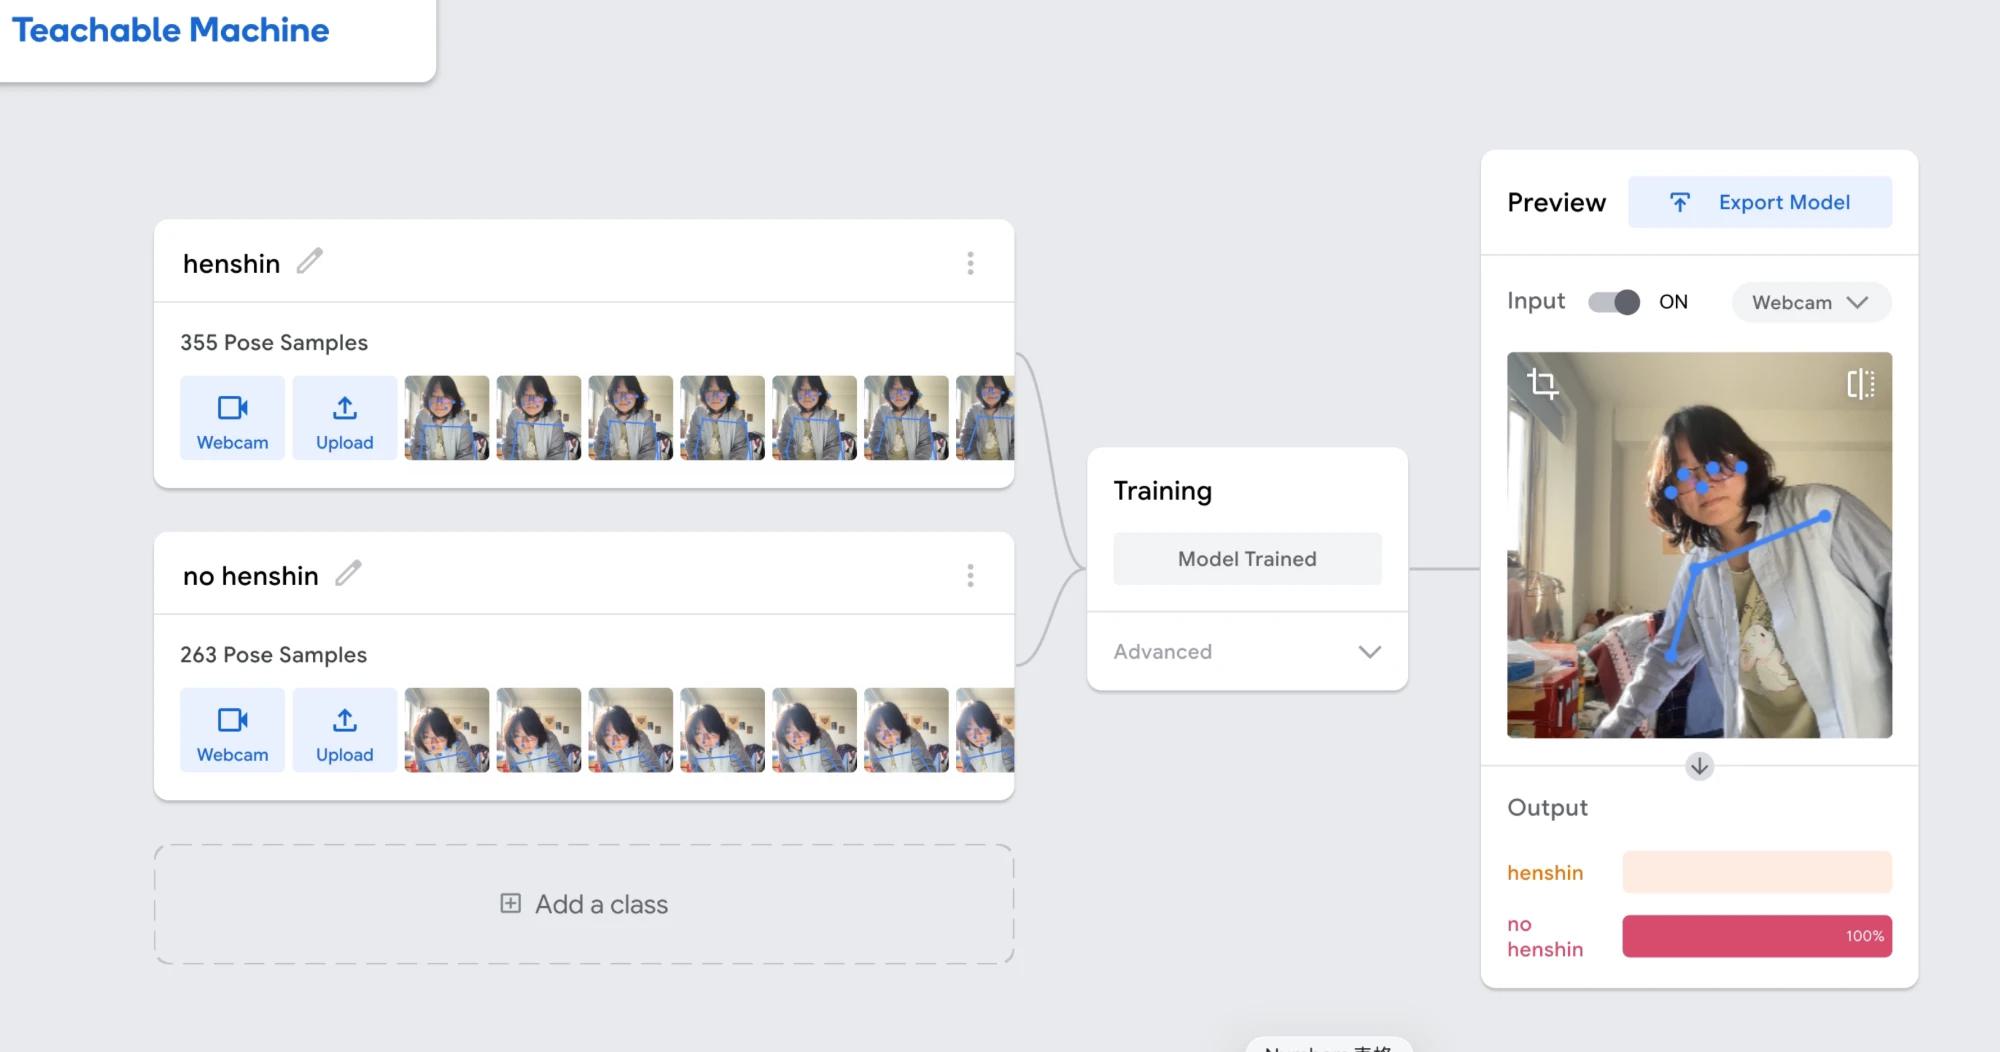 Teachable Machine
henshin
355 Pose Samples
Webcam
Upload
no henshin
263 Pose Samples
Webcam
Upload
Add a class
Training
Model Trained
Advanced
Preview
Export Model
Input
ON
Webcam
Output
henshin
no
henshin
100%